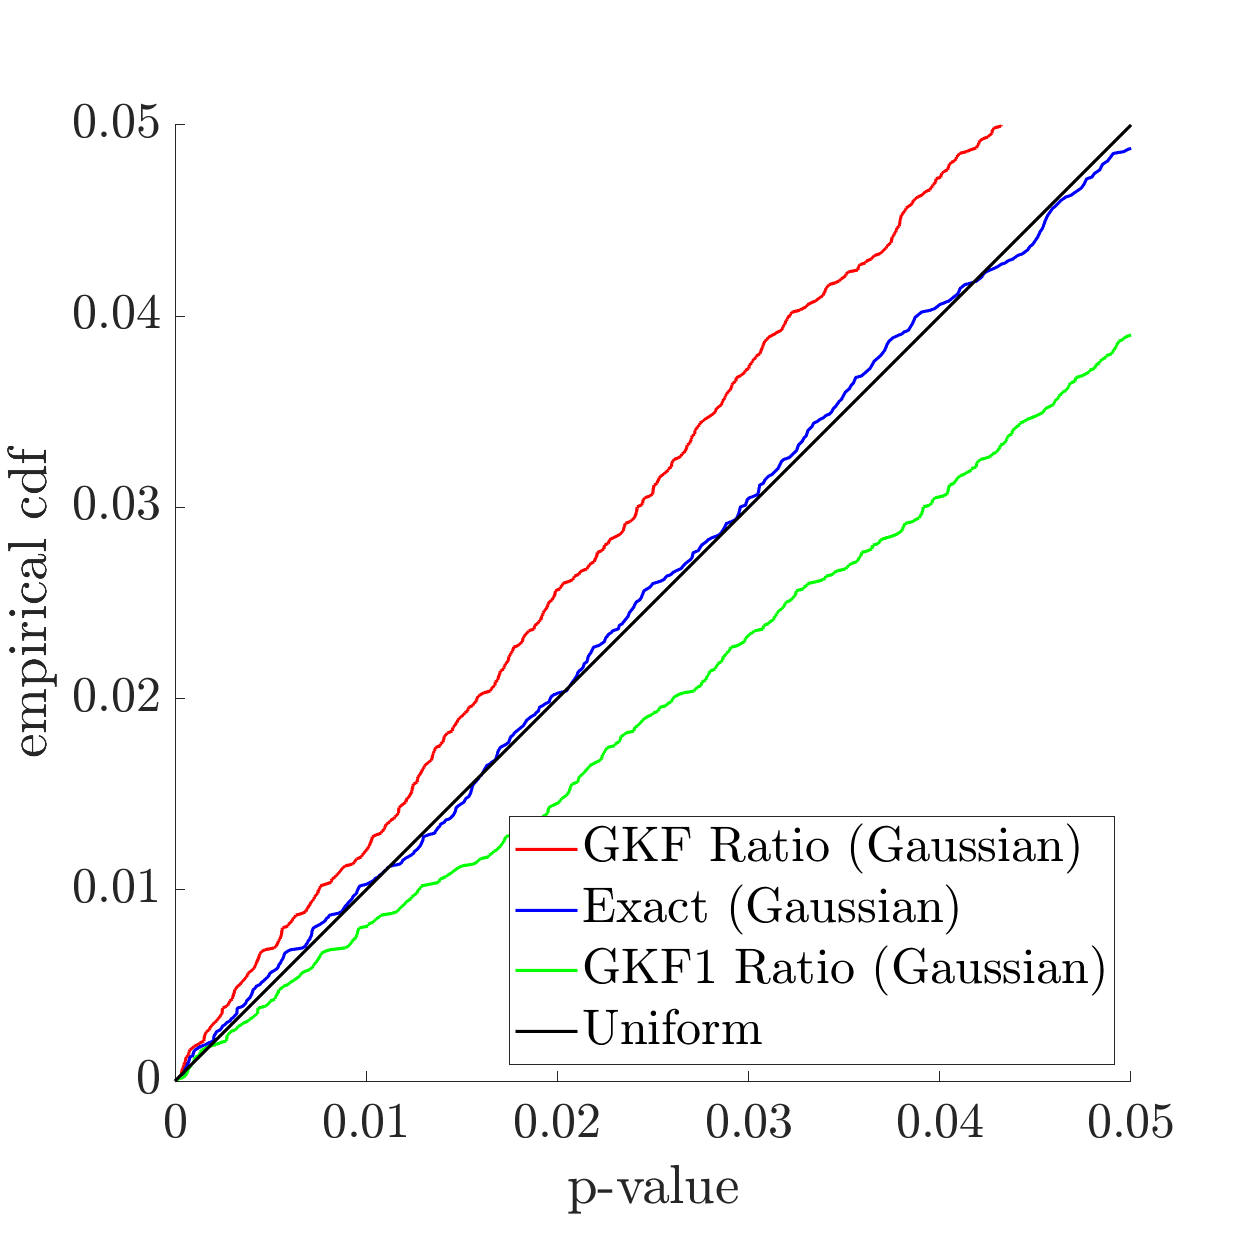 0.05
0.04
0.03
0.02
0.01
0
empirical cdf
GKF Ratio (Gaussian)
Exact (Gaussian)
GKF1 Ratio (Gaussian)
Uniform
0 0.01 0.02 0.03 0.04 0.05
p-value